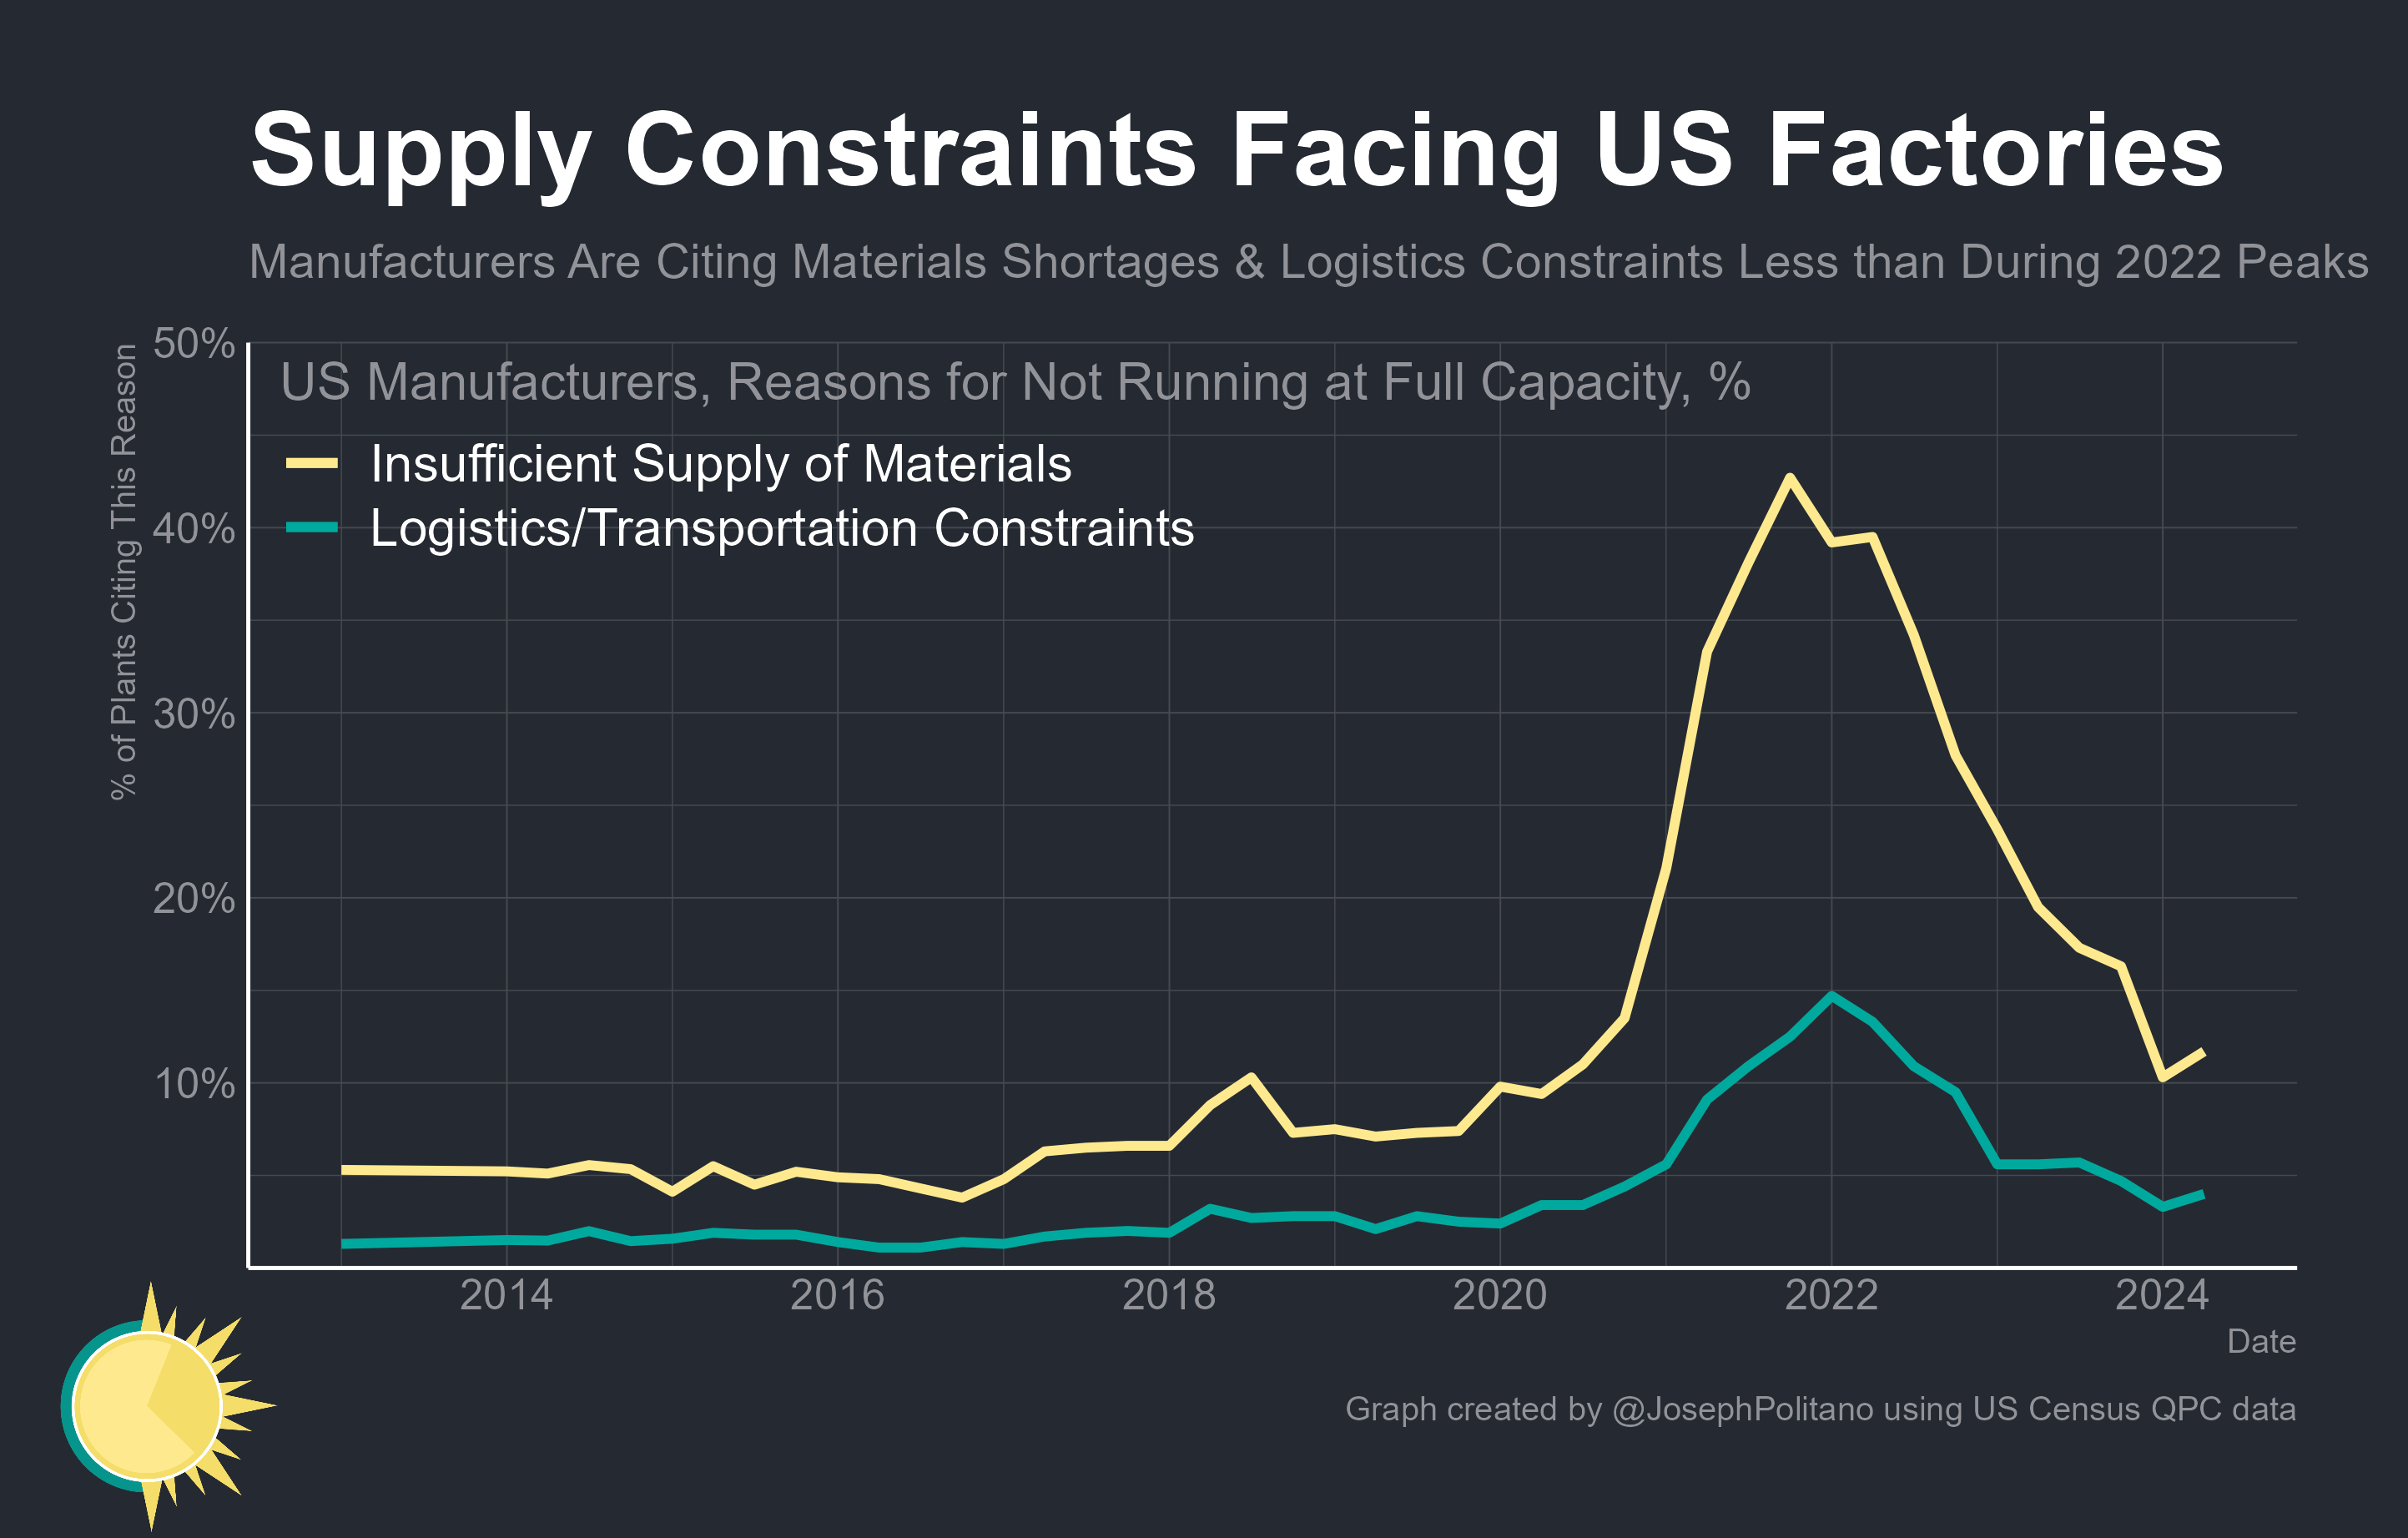 Supply Constraints Facing US Factories
Manufacturers Are Citing Materials Shortages & Logistics Constraints Less than During 2022 Peaks
% of Plants Citing This Reason
50%
40%
30%
20%
10%
US Manufacturers, Reasons for Not Running at Full Capacity, %
Insufficient Supply of Materials
Logistics/Transportation Constraints
2014 2016 2018 2020 2022 2024
Date
Graph created by @JosephPolitano using US Census QPC data